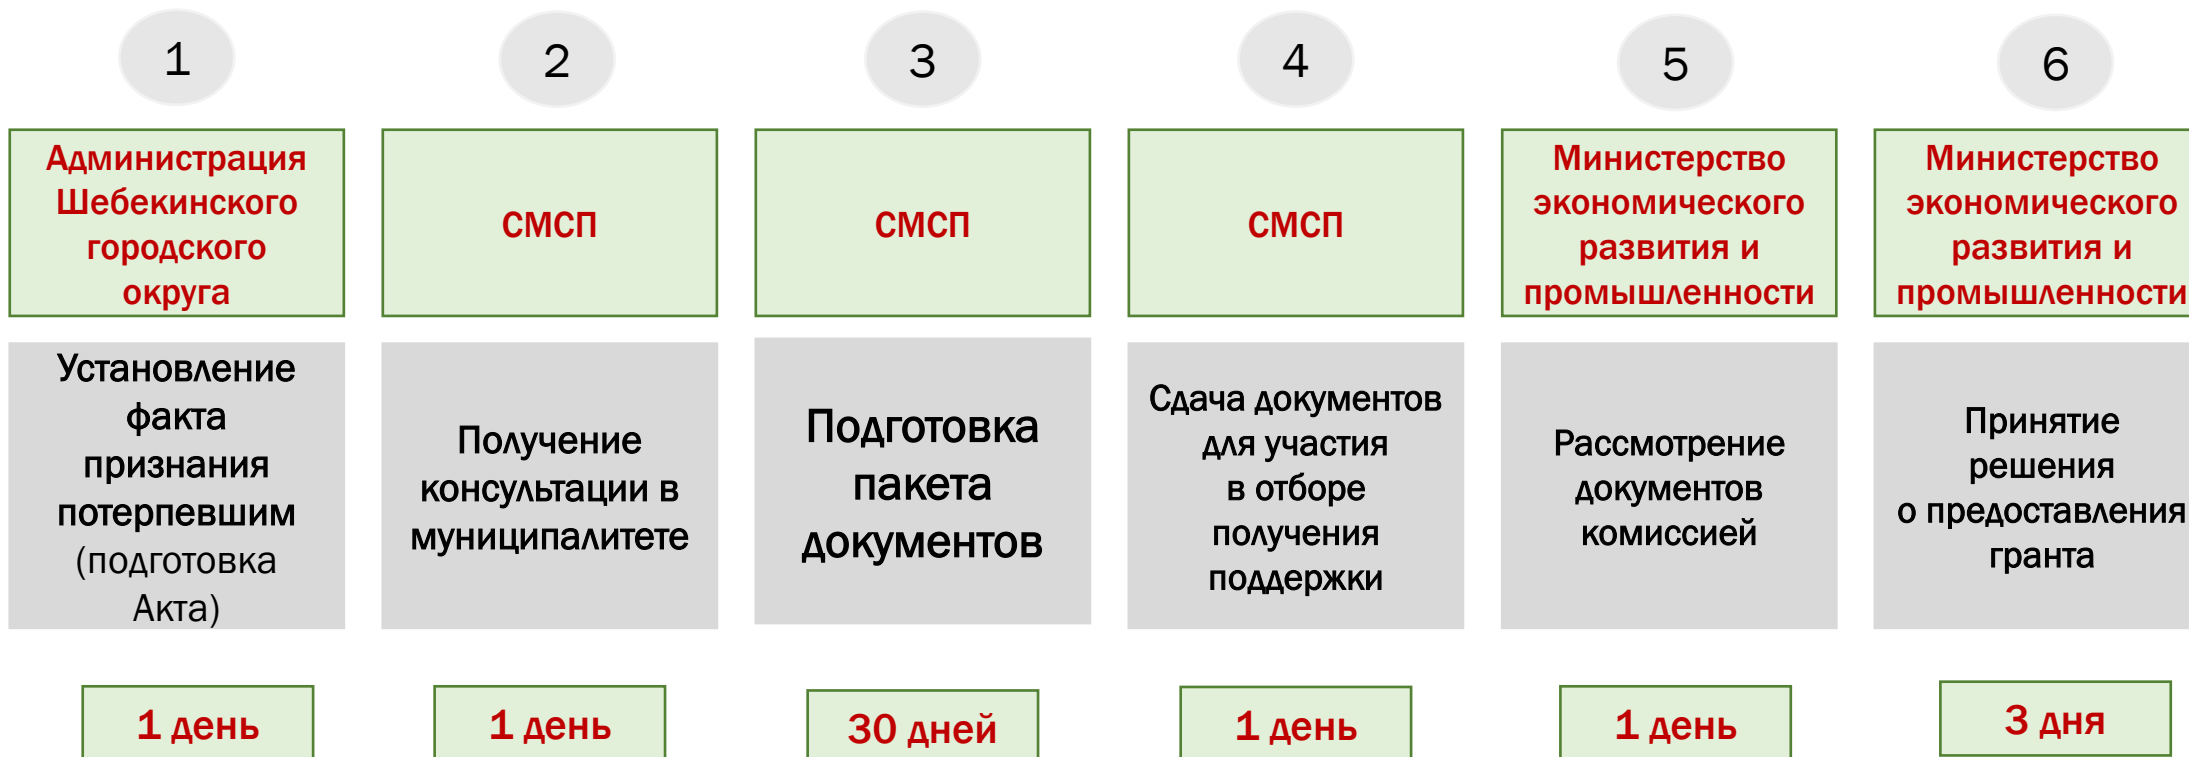 1
2
3
4
5
6
Администрация
Шебекинского
городского
округа
СМСП
СМСП
СМСП
Министерство
экономического
развития и
промышленности
Министерство
экономического
развития и
промышленности
Установление
факта
признания
потерпевшим
(подготовка
Акта)
Получение
консультации в
муниципалитете
Подготовка
пакета
документов
Сдача документов
для участия
в отборе
получения
поддержки
Рассмотрение
документов
комиссией
Принятие
решения
о предоставления
гранта
1 день
1 день
30 дней
1 день
1 день
3 дня